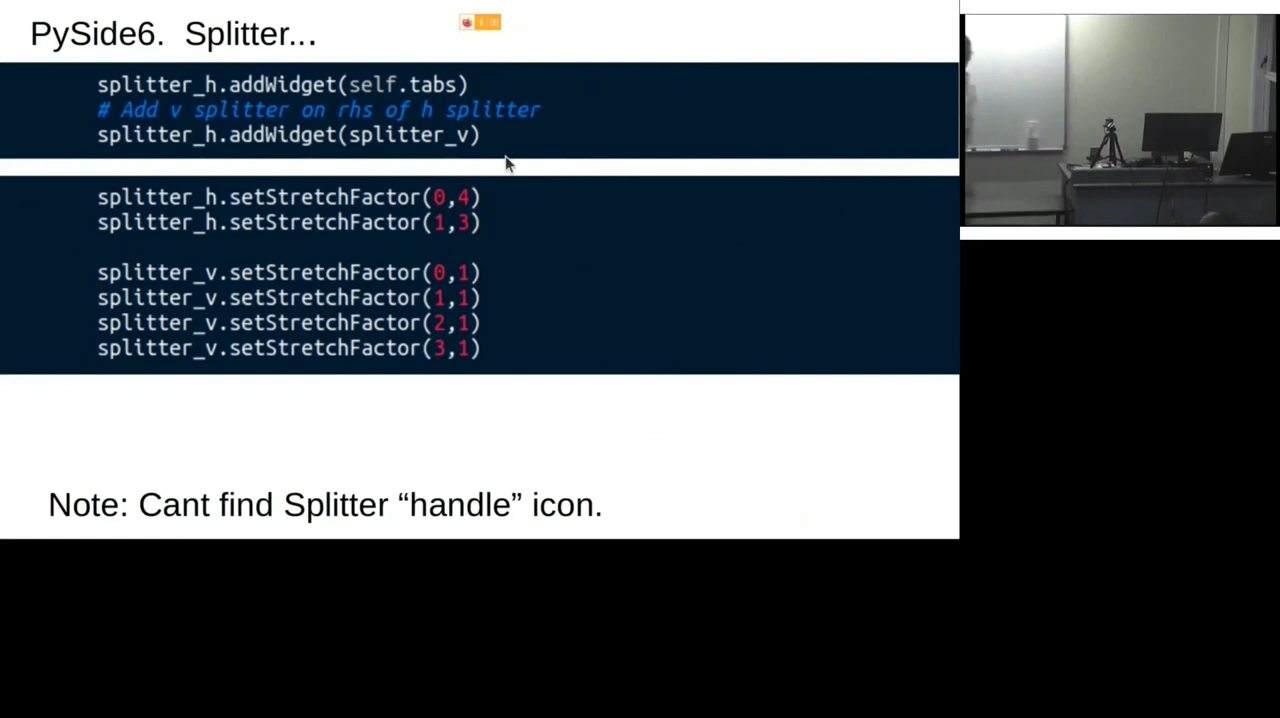 PySide6. Splitter...
splitter_h.addWidget(self.tabs)
# Add v splitter on rhs of h splitter
splitter_h.addWidget(splitter_v)
splitter_h.setStretchFactor(0,4)
splitter_h.setStretchFactor(1,3)
splitter_v.setStretchFactor(0,1)
splitter_v.setStretchFactor(1,1)
splitter_v.setStretchFactor(2,1)
splitter_v.setStretchFactor(3,1)
Note: Cant find Splitter “handle” icon.